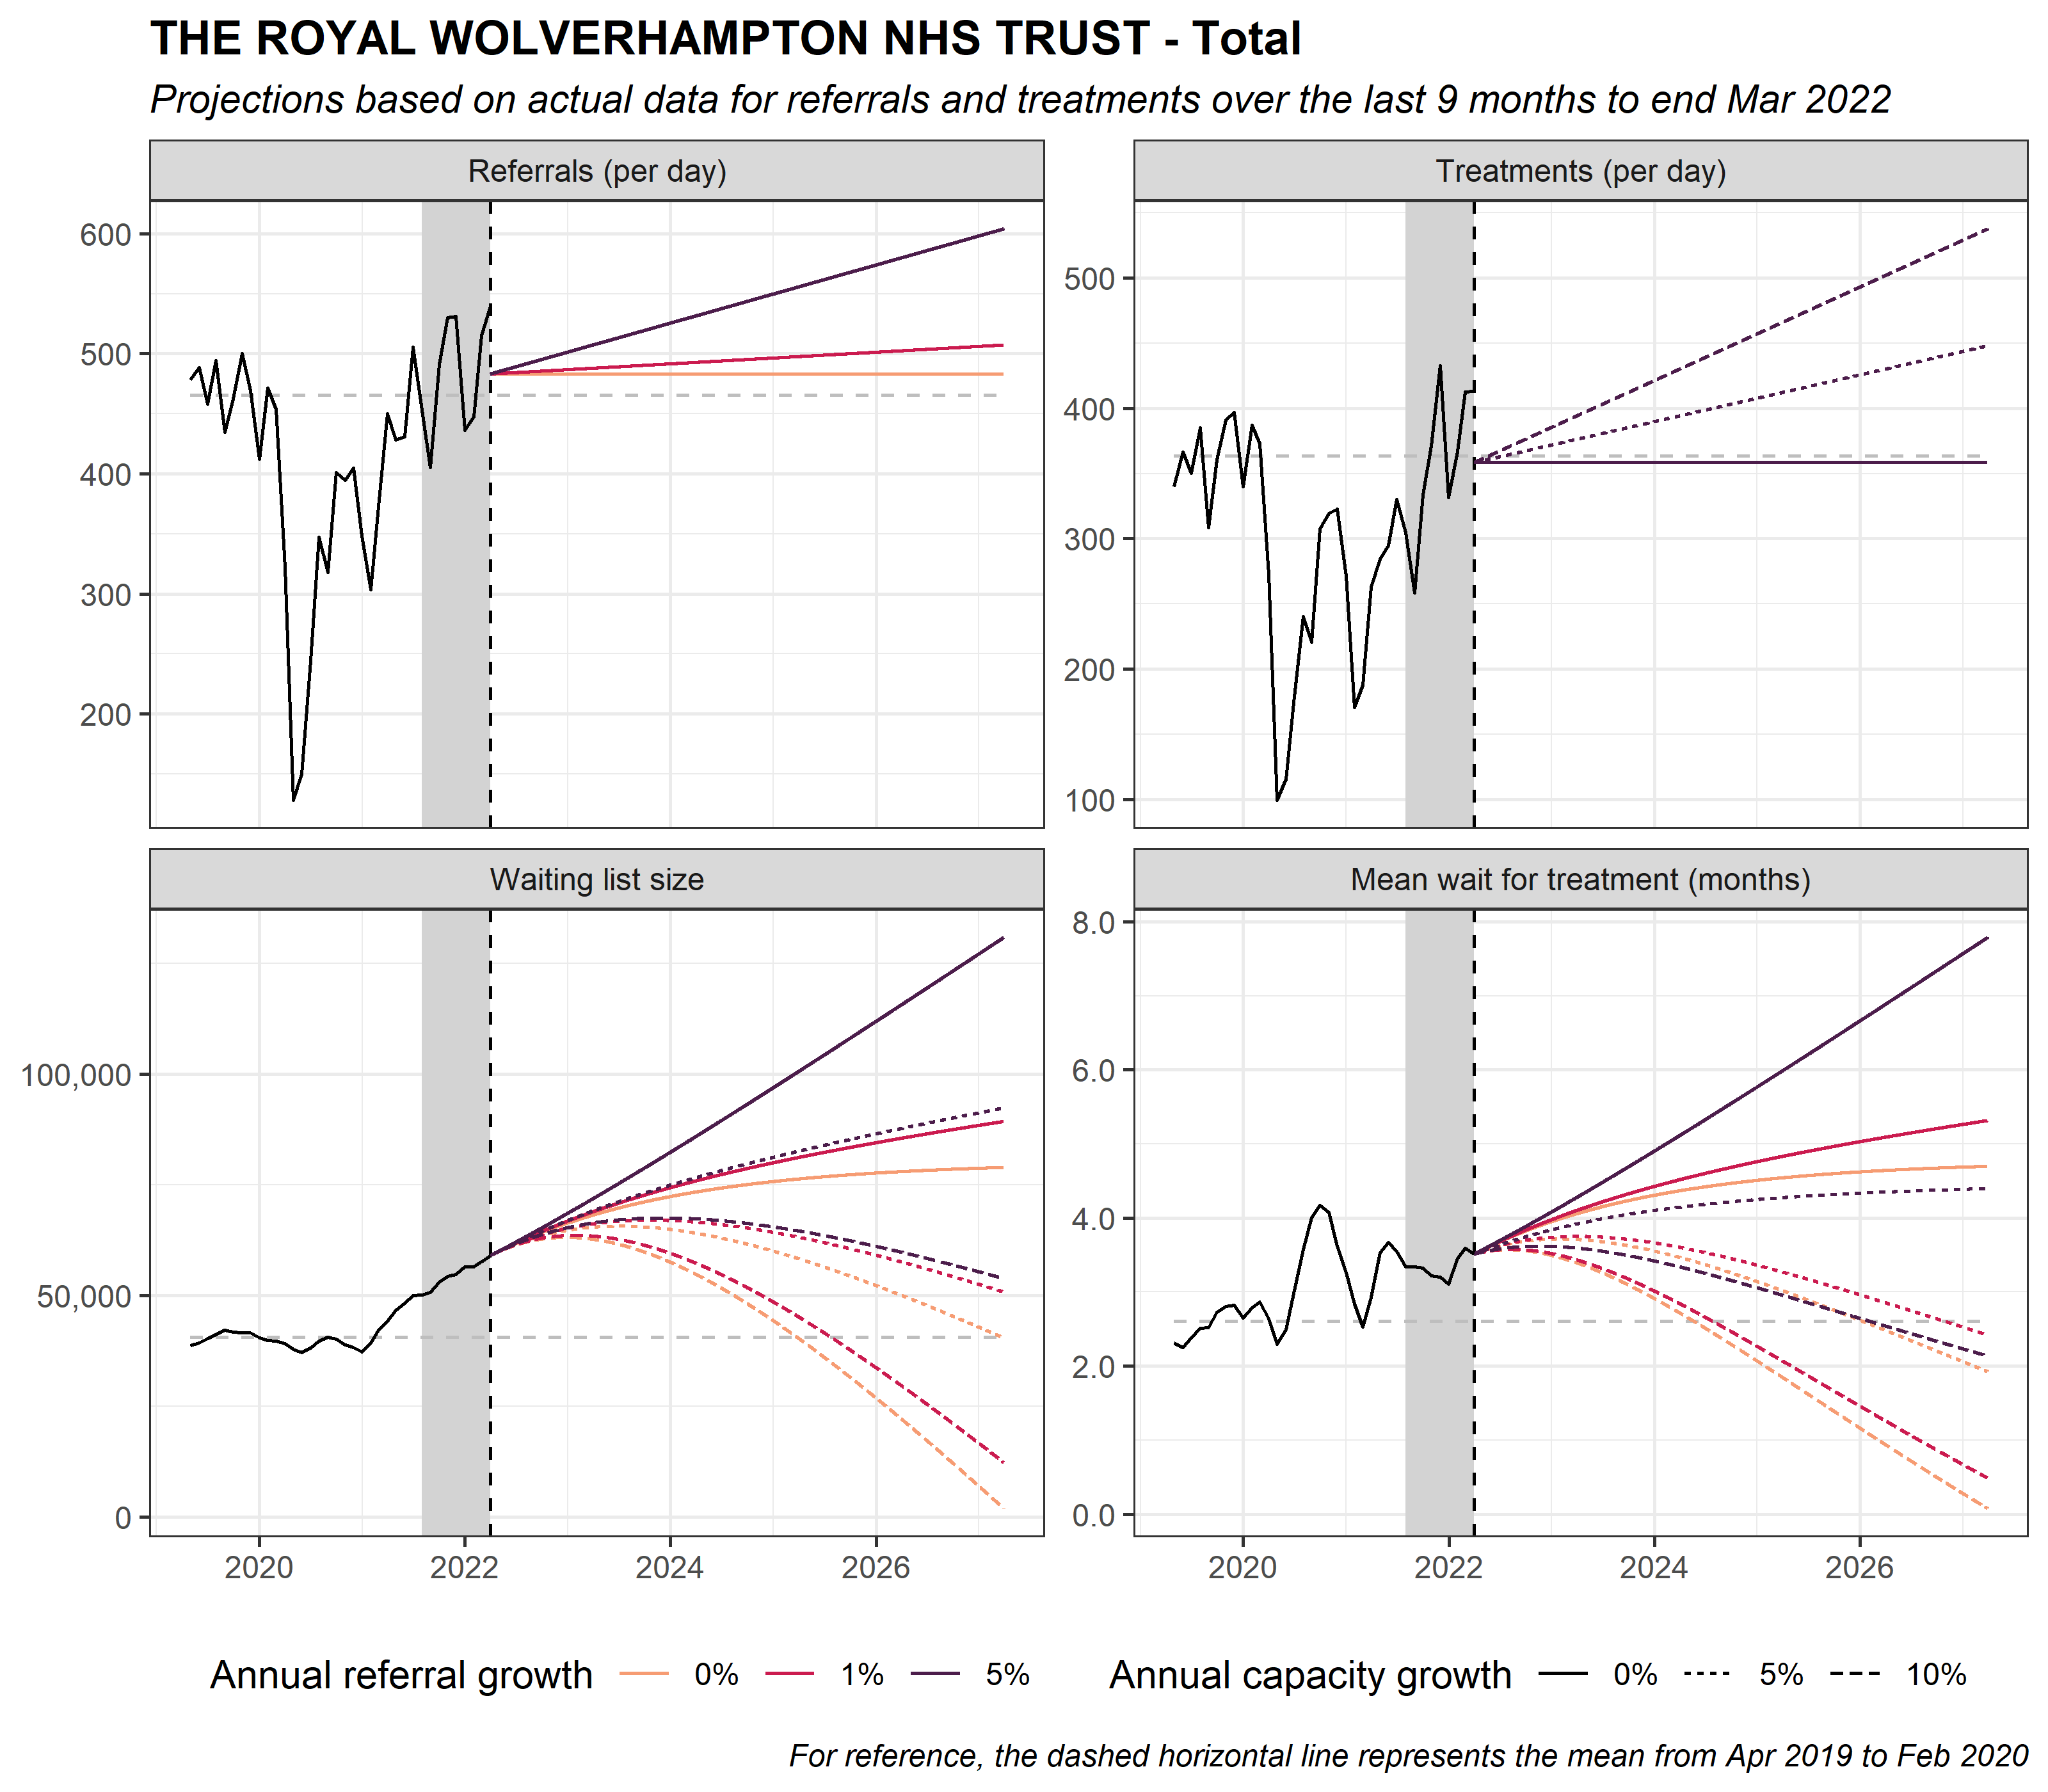 THE ROYAL WOLVERHAMPTON NHS TRUST - Total
Projections based on actual data for referrals and treatments over the last 9 months to end Mar 2022
Referrals (per day)
600
500
400
300
200
Treatments (per day)
500
400
300
200
100
Waiting list size
100,000
50,000
0
2020 2022 2024 2026
Mean wait for treatment (months)
8.0
6.0
4.0
2.0
0.0
2020 2022 2024 2026
Annual referral growth 0% 1% 5%
Annual capacity growth 0% 5% 10%
For reference, the dashed horizontal line represents the mean from Apr 2019 to Feb 2020